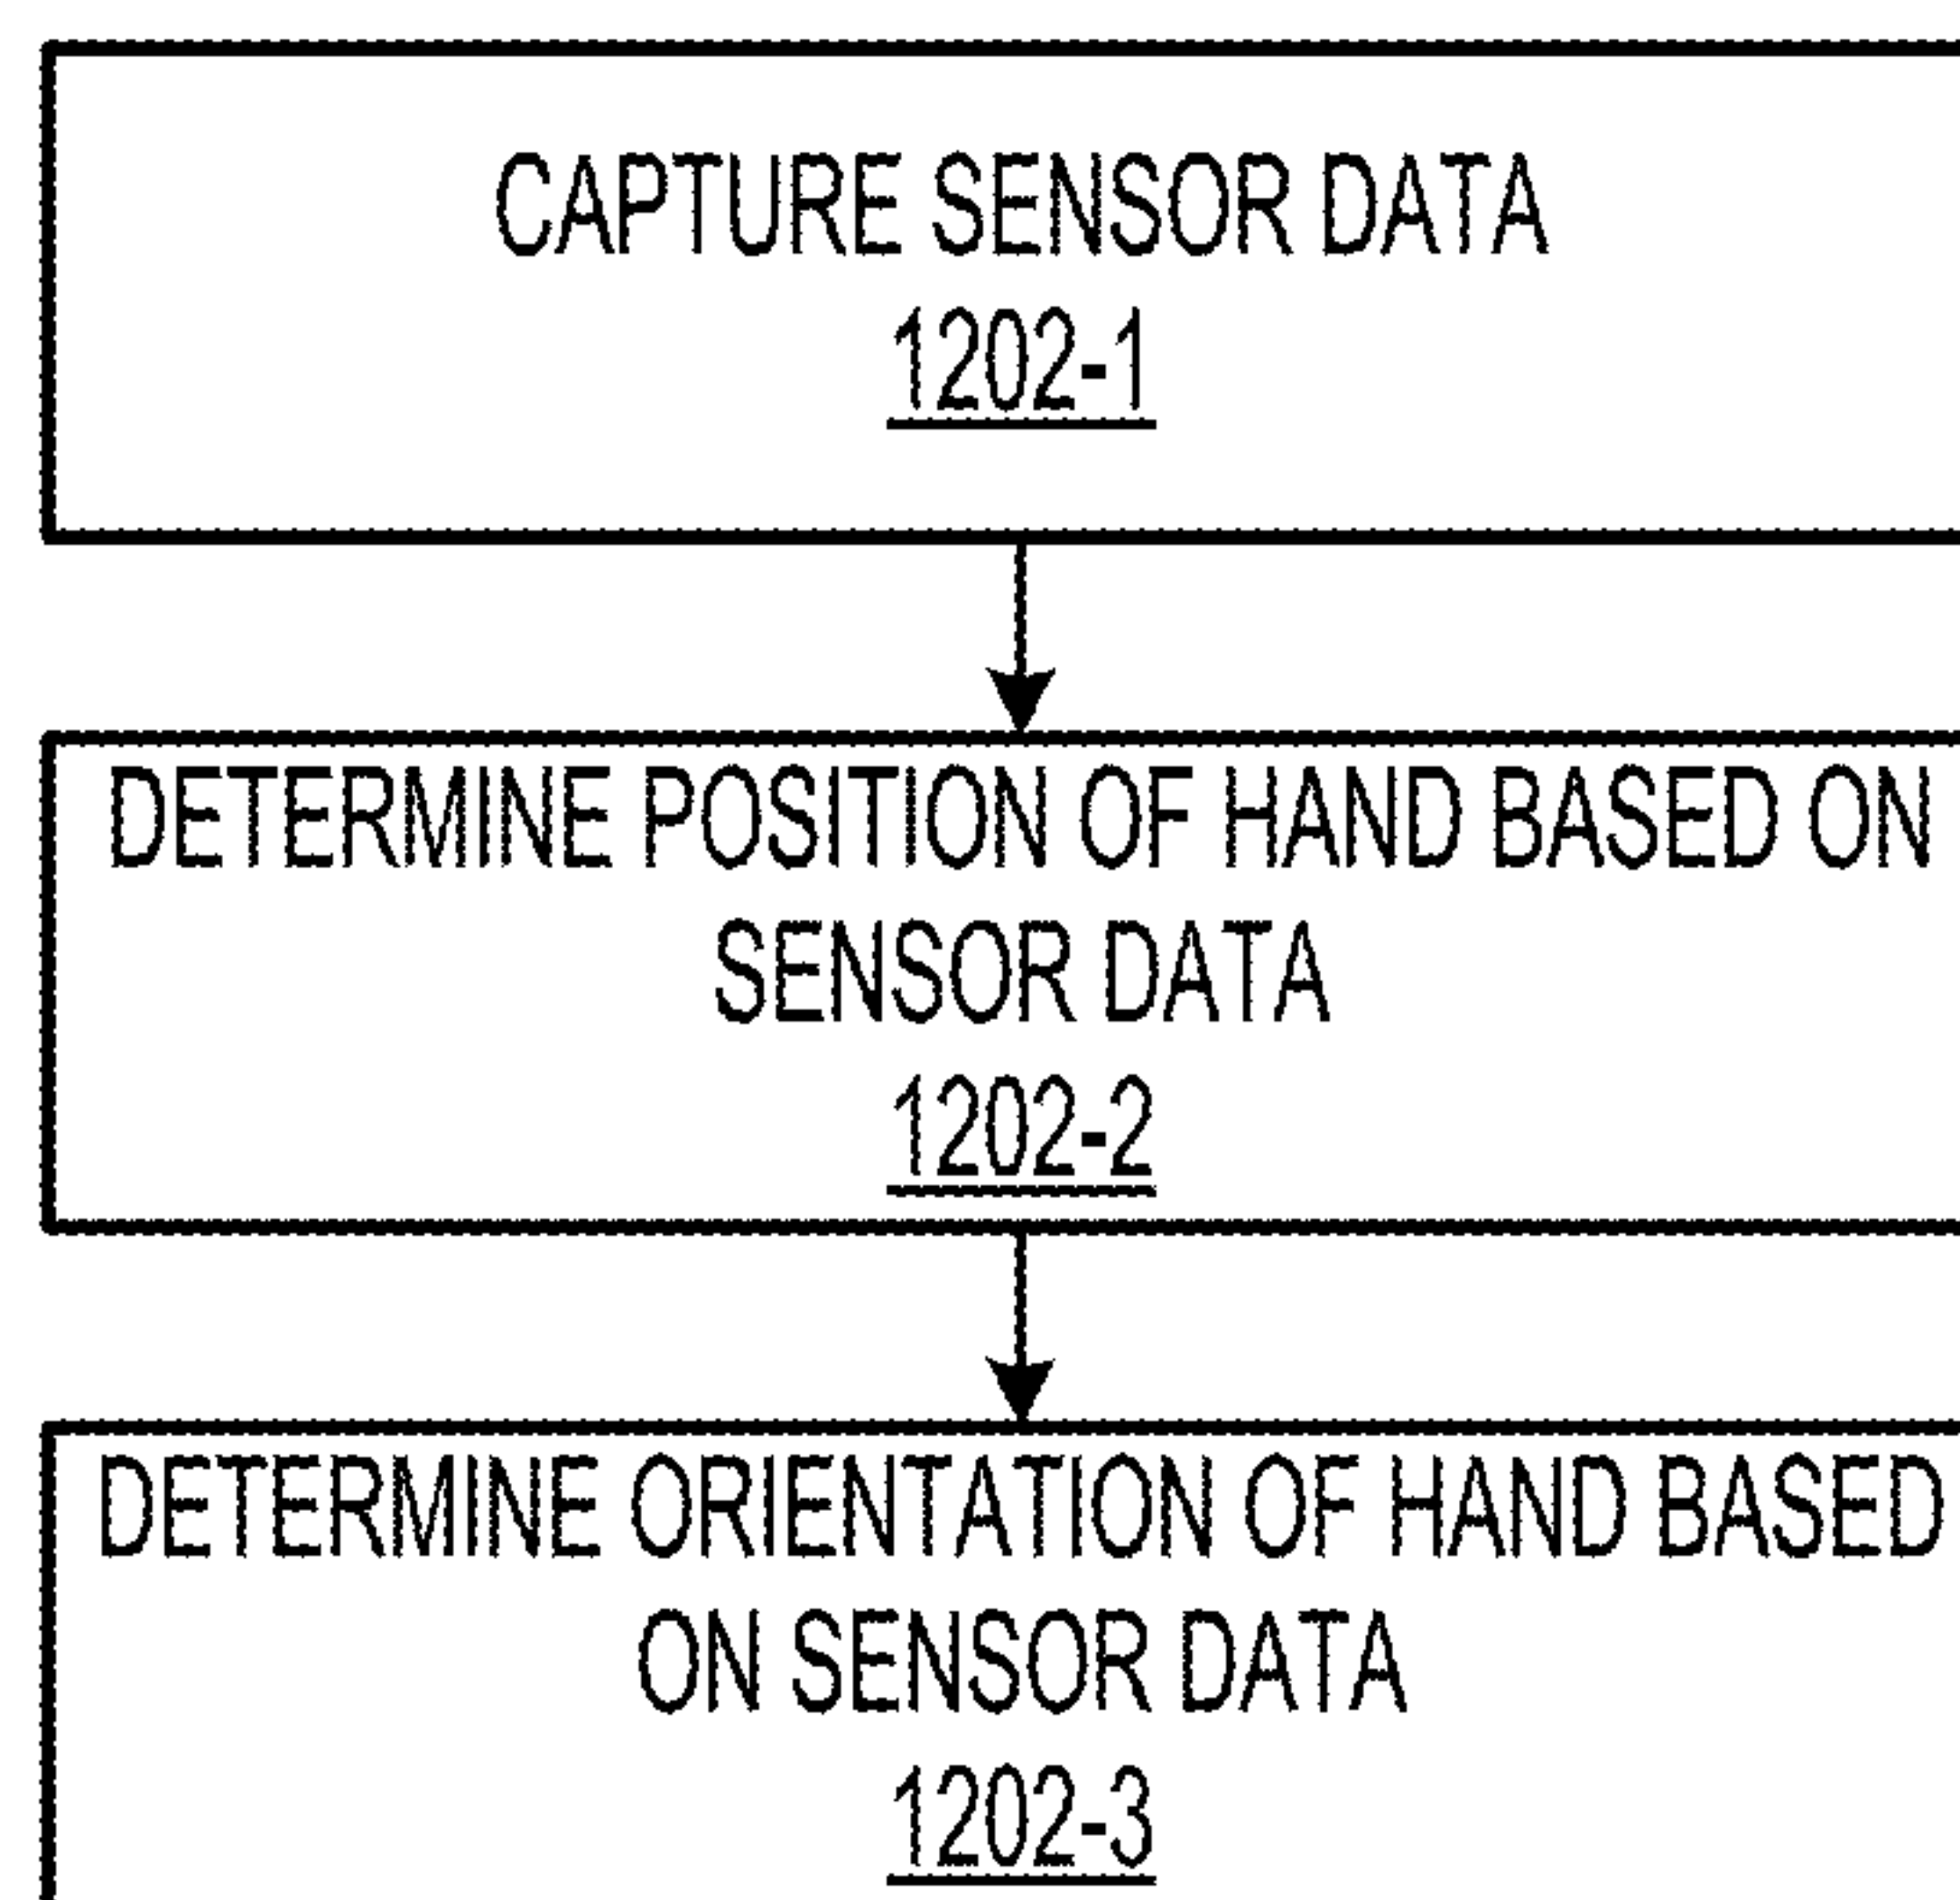 CAPTURE SENSOR DATA
1202-1
DETERMINE POSITION OF HAND BASED ON
SENSOR DATA
1202-2
DETERMINE ORIENTATION OF HAND BASED
ON SENSOR DATA
1202-3